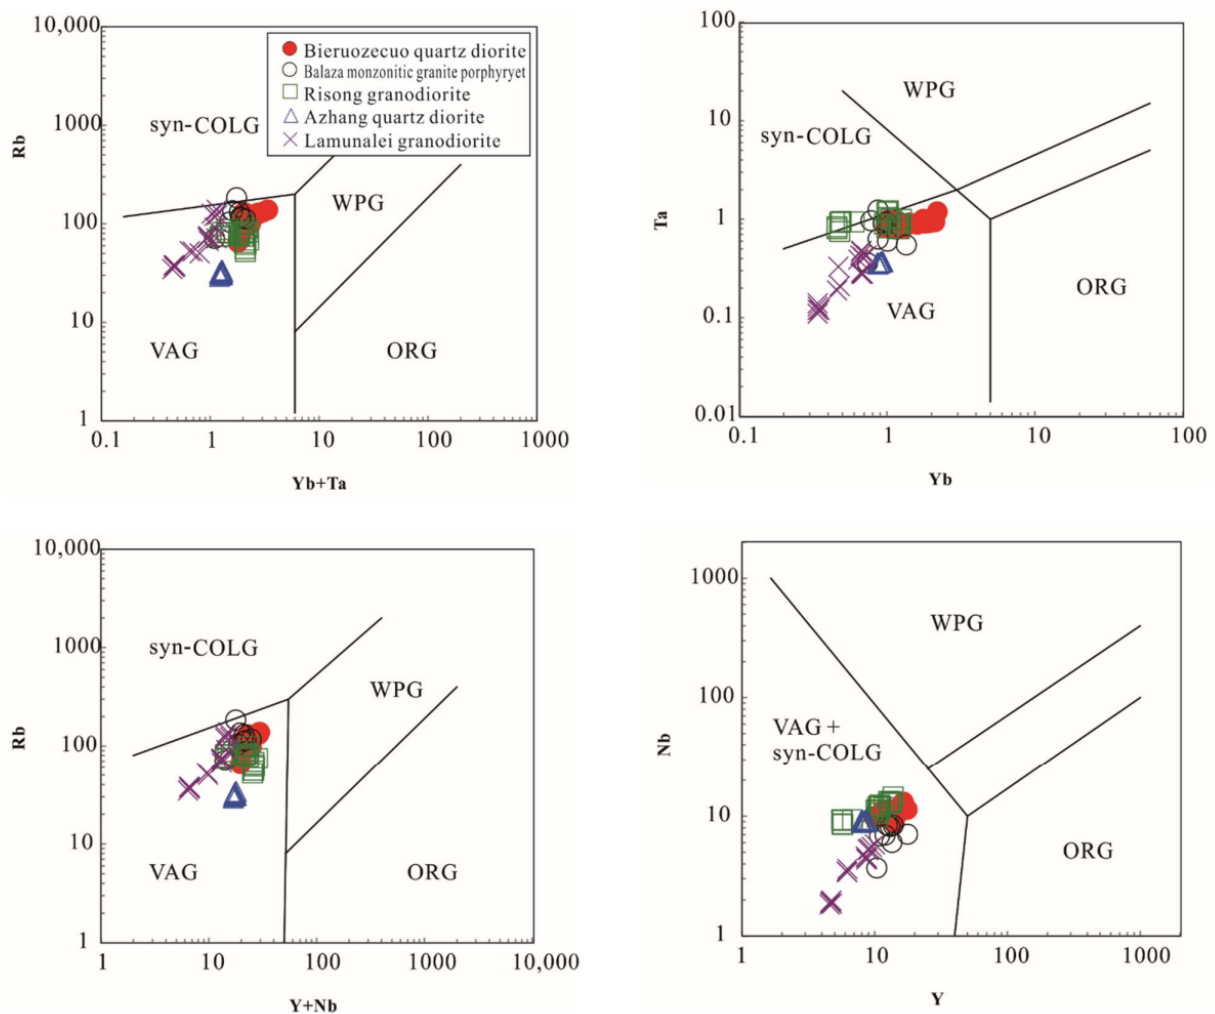 10,000
1000
100
10
1
Rb
Bieruozecuo quartz diorite
Balaza monzonitic granite porphyryet
Risong granodiorite
Azhang quartz diorite
Lamunalei granodiorite
syn-COLG
WPG
VAG
ORG
0.1 1 10 100 1000
Yb+Ta
100
10
1
0.1
0.01
Ta
WPG
syn-COLG
VAG
ORG
0.1 1 10 100
Yb
10,000
1000
100
10
1
Rb
syn-COLG
WPG
VAG
ORG
1 10 100 1000 10,000
Y+Nb
1000
100
10
1
Nb
WPG
VAG +
syn-COLG
ORG
1 10 100 1000
Y